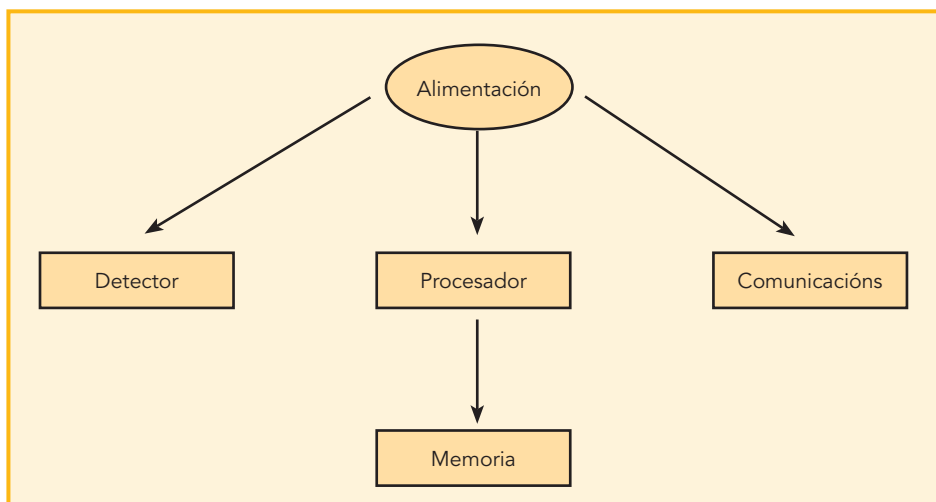 Alimentación
Detector
Procesador
Comunicacións
Memoria